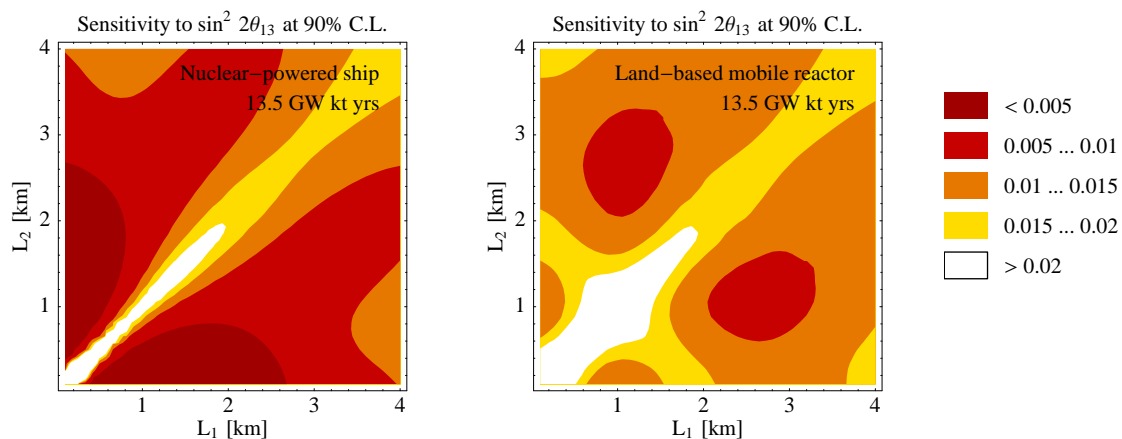 Sensitivity to sin² 2θ₁₃ at 90% C.L.
4
3
2
1
L₂ [km]
Nuclear−powered ship
13.5 GW kt yrs
1 2 3 4
L₁ [km]
Sensitivity to sin² 2θ₁₃ at 90% C.L.
4
3
2
1
L₂ [km]
Land−based mobile reactor
13.5 GW kt yrs
1 2 3 4
L₁ [km]
< 0.005
0.005 ... 0.01
0.01 ... 0.015
0.015 ... 0.02
> 0.02